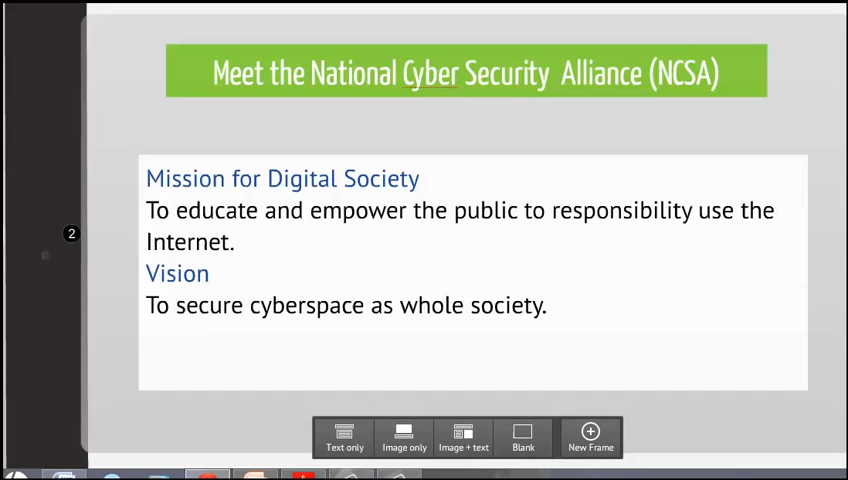 Meet the National Cyber Security Alliance (NCSA)
Mission for Digital Society
To educate and empower the public to responsibility use the
Internet.
Vision
To secure cyberspace as whole society.
2
Text only
Image only
Image + text
Blank
New Frame